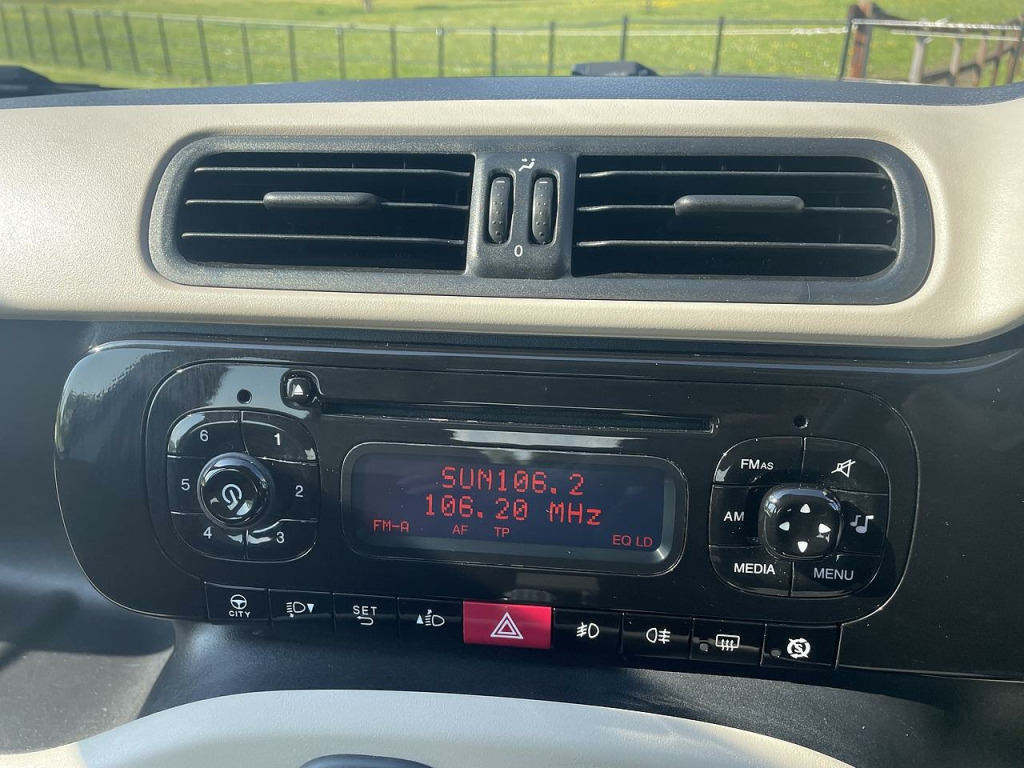 0
6
1
5
2
4
3
SUN106.2
106.20 MHz
FM-A
AF TP
EQ LD
FMAS
AM
MEDIA
MENU
CITY
SET
S